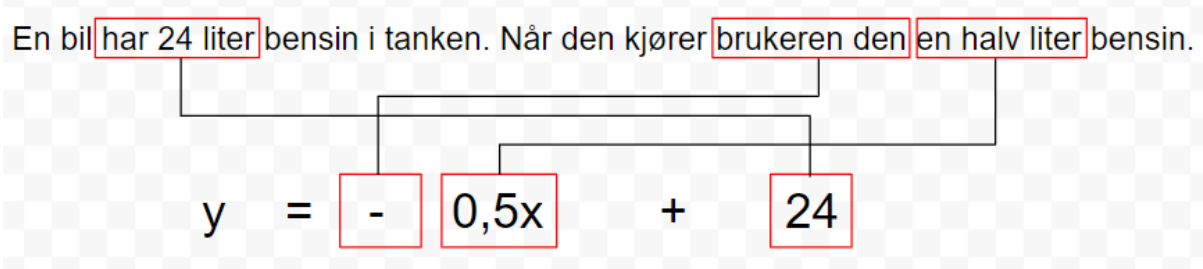 En bil har 24 liter bensin i tanken. Når den kjører brukeren den en halv liter bensin.
y = - 0,5x + 24